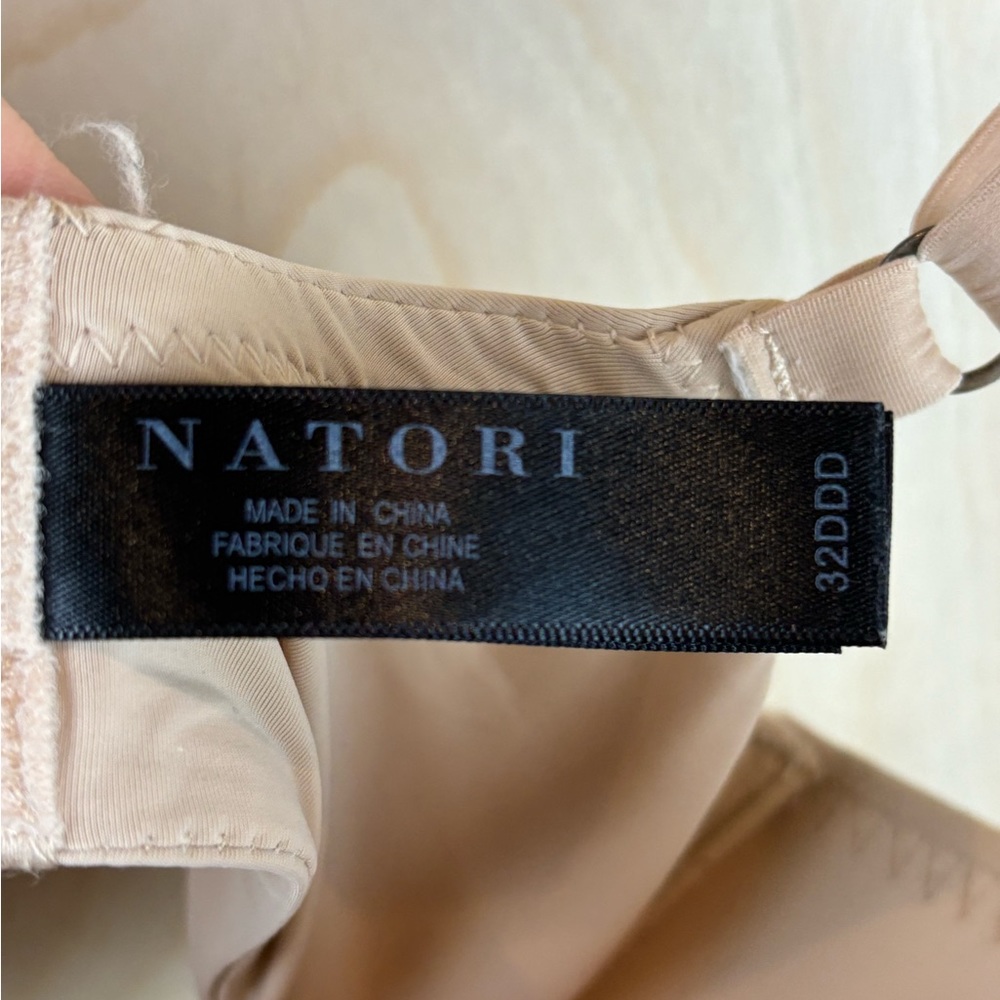 NATORI
MADE IN CHINA
FABRIQUE EN CHINE
HECHO EN CHINA
32DDD